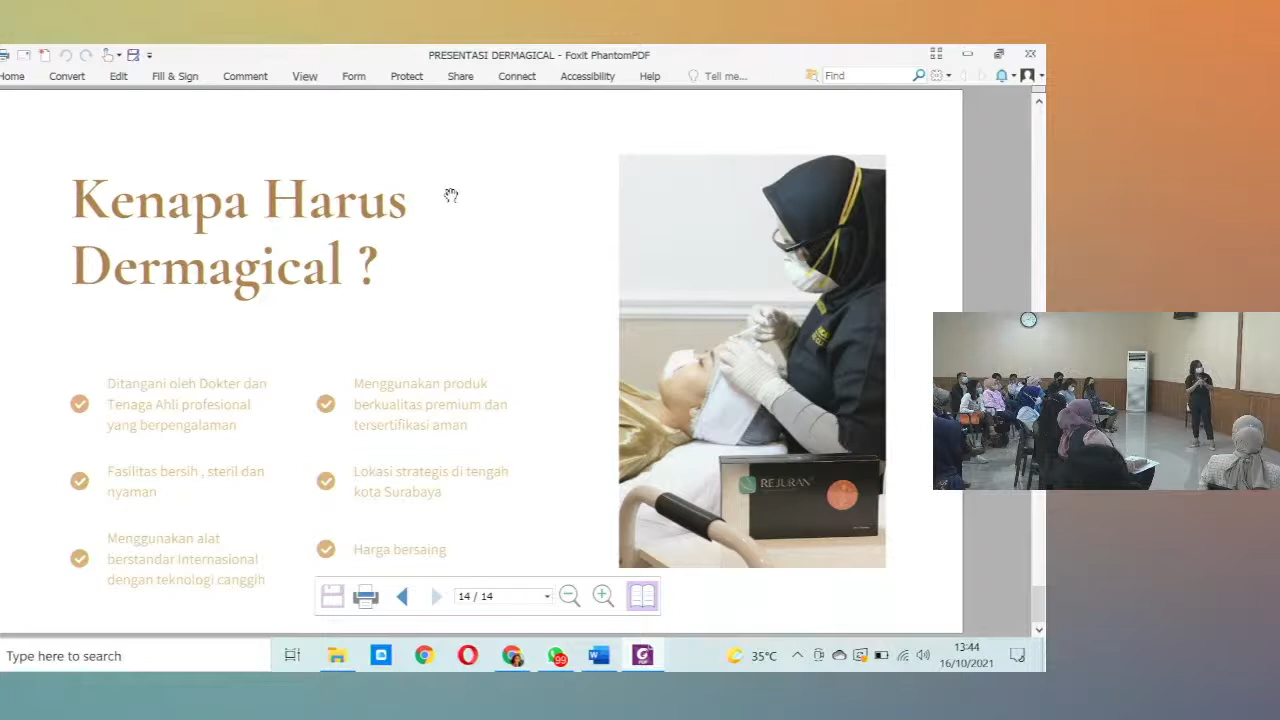 PRESENTASI DERMAGICAL - Foxit PhantomPDF
Home Convert Edit Fill & Sign Comment View Form Protect Share Connect Accessibility Help Tell me... Find
Kenapa Harus
Dermagical ?
Ditangani oleh Dokter dan
Tenaga Ahli profesional
yang berpengalaman
Fasilitas bersih , steril dan
nyaman
Menggunakan alat
berstandar Internasional
dengan teknologi canggih
Menggunakan produk
berkualitas premium dan
tersertifikasi aman
Lokasi strategis di tengah
kota Surabaya
Harga bersaing
REJURAN
14 / 14
Type here to search
99
35°C
13:44
16/10/2021